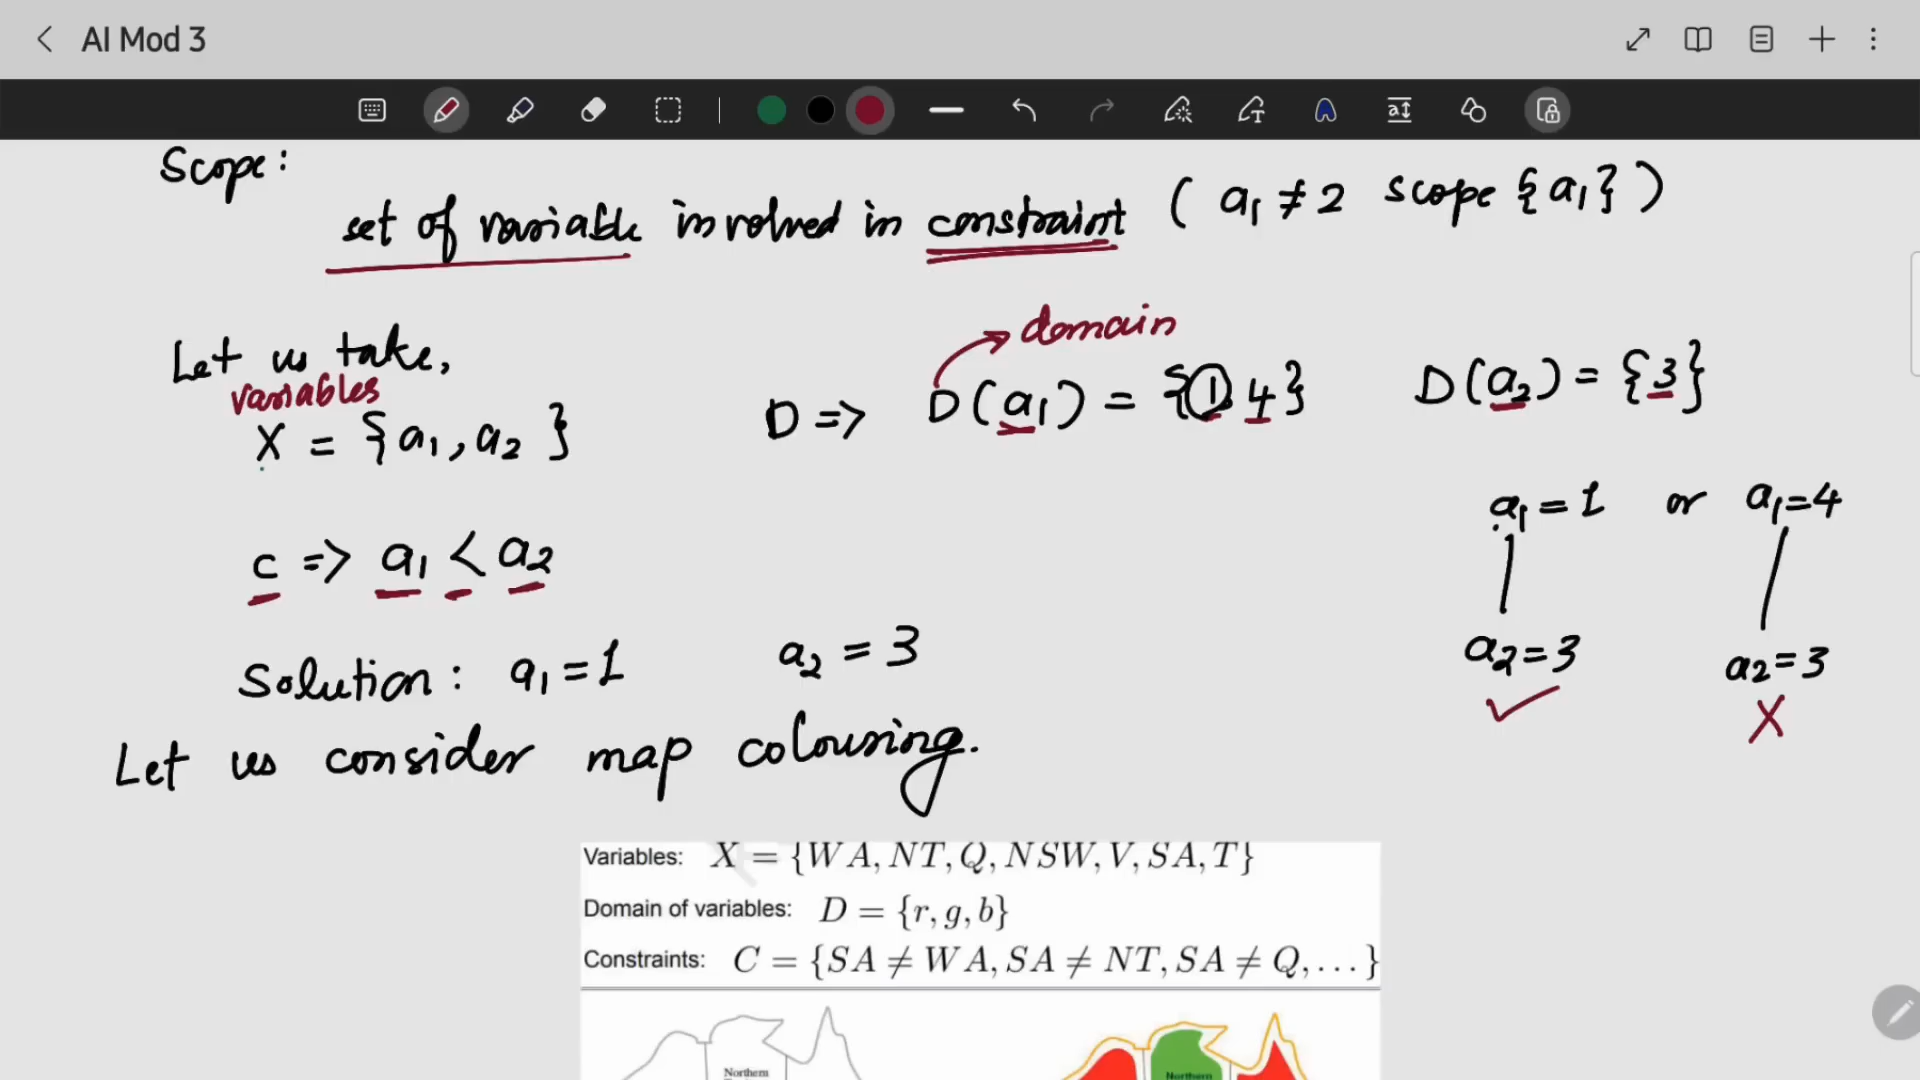 AI Mod 3
Scope:
set of variable involved in constraint ( a₁ ≠ 2 scope {a₁} )
domain
Let us take,
variables
X = {a₁, a₂ }
D => D(a₁) = {1 4}
D(a₂) = {3}
a₁ = 1 or a₁=4
c => a₁ < a₂
a₂=3
a₂=3
✓
X
Solution: a₁ = 1 a₂ = 3
Let us consider map colouring.
Variables: X = {WA, NT, Q, NSW, V, SA, T}
Domain of variables: D = {r, g, b}
Constraints: C = {SA ≠ WA, SA ≠ NT, SA ≠ Q, . . . }
Northern
Northern